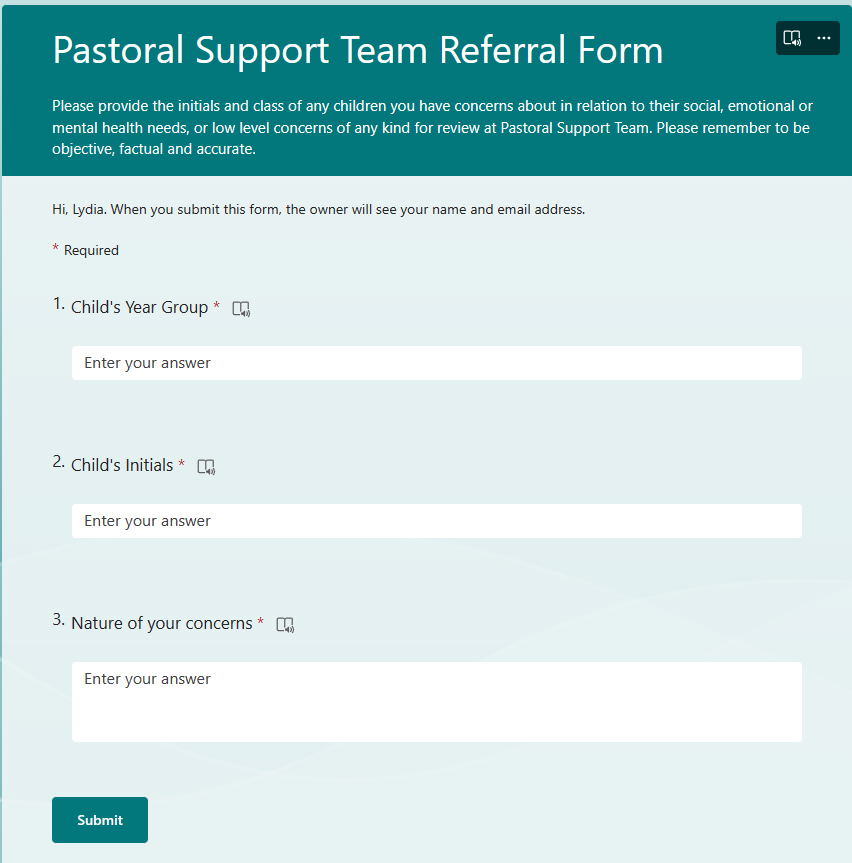 Pastoral Support Team Referral Form
Please provide the initials and class of any children you have concerns about in relation to their social, emotional or
mental health needs, or low level concerns of any kind for review at Pastoral Support Team. Please remember to be
objective, factual and accurate.
Hi, Lydia. When you submit this form, the owner will see your name and email address.
* Required
1. Child's Year Group *
Enter your answer
2. Child's Initials *
Enter your answer
3. Nature of your concerns *
Enter your answer
Submit